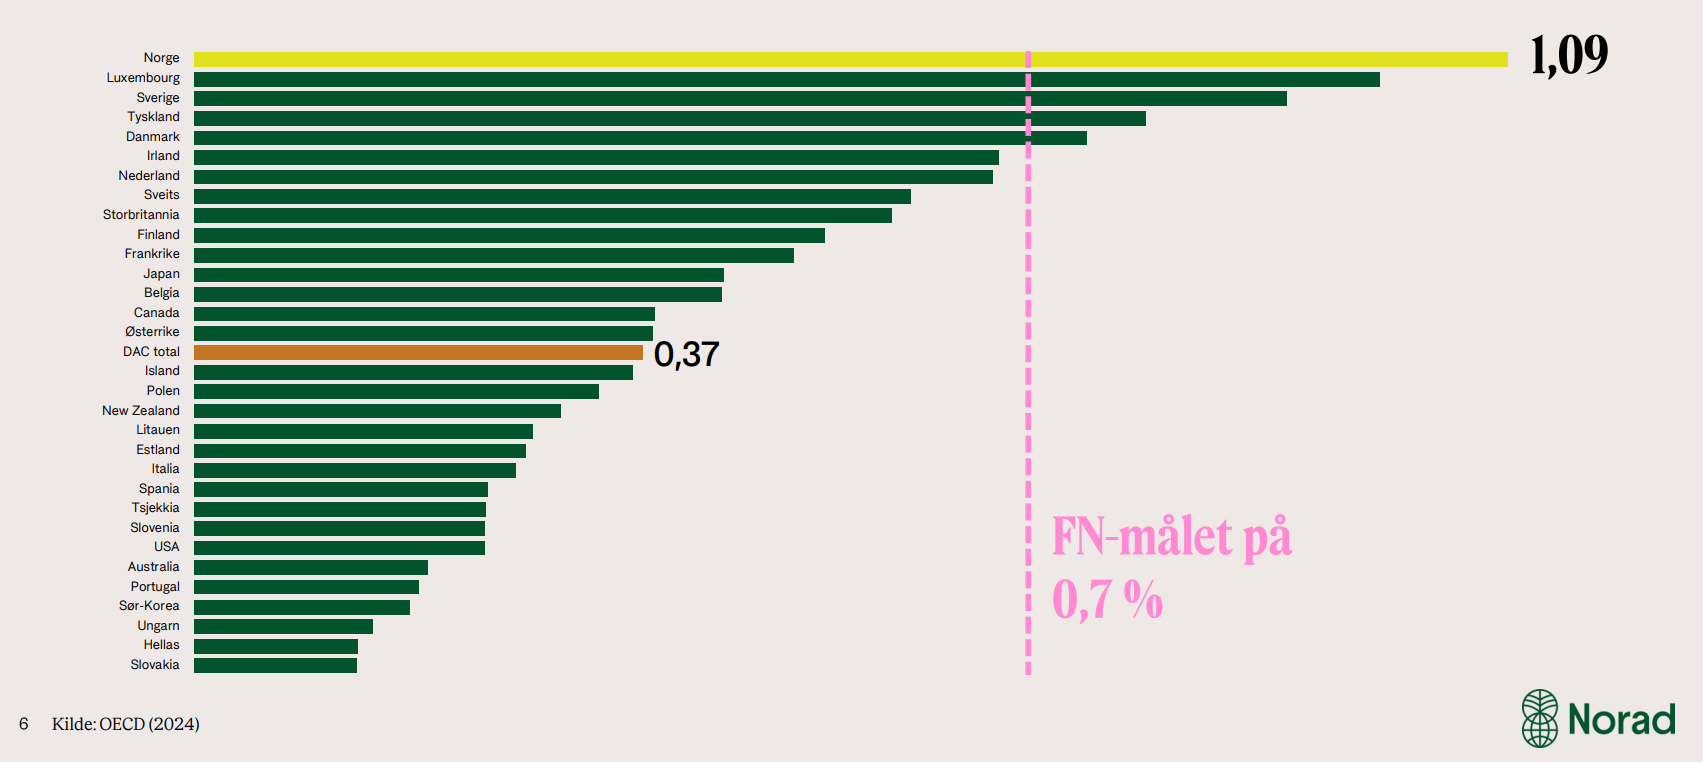 Norge
1,09
Luxembourg
Sverige
Tyskland
Danmark
Irland
Nederland
Sveits
Storbritannia
Finland
Frankrike
Japan
Belgia
Canada
Østerrike
DAC total
0,37
Island
Polen
New Zealand
Litauen
Estland
Italia
Spania
Tsjekkia
Slovenia
USA
Australia
Portugal
Sør-Korea
Ungarn
Hellas
Slovakia
FN-målet på
0,7 %
6 Kilde: OECD (2024)
Norad